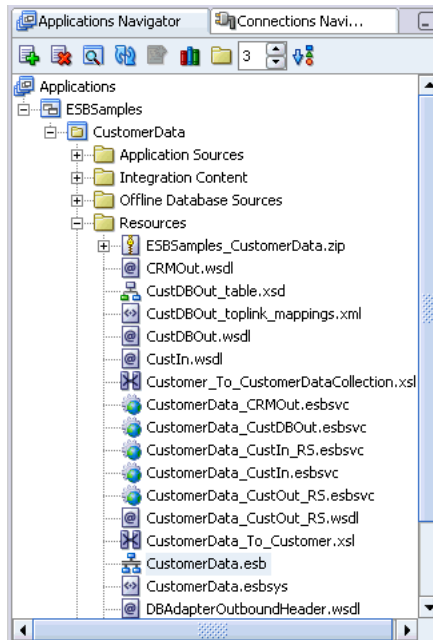 Applications Navigator Connections Navi...
3
Applications
ESBSamples
CustomerData
Application Sources
Integration Content
Offline Database Sources
Resources
ESBSamples_CustomerData.zip
CRMOut.wsdl
CustDBOut_table.xsd
CustDBOut_toplink_mappings.xml
CustDBOut.wsdl
CustIn.wsdl
Customer_To_CustomerDataCollection.xsl
CustomerData_CRMOut.esbsvc
CustomerData_CustDBOut.esbsvc
CustomerData_CustIn_RS.esbsvc
CustomerData_CustIn.esbsvc
CustomerData_CustOut_RS.esbsvc
CustomerData_CustOut_RS.wsdl
CustomerData_To_Customer.xsl
CustomerData.esb
CustomerData.esbsys
DBAdapterOutboundHeader.wsdl